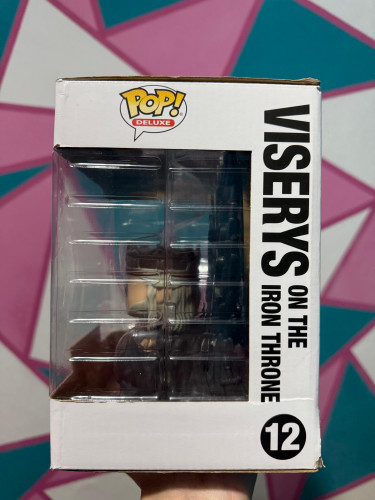 POP!
DELUXE
VISERYS
ON THE
IRON THRONE
12